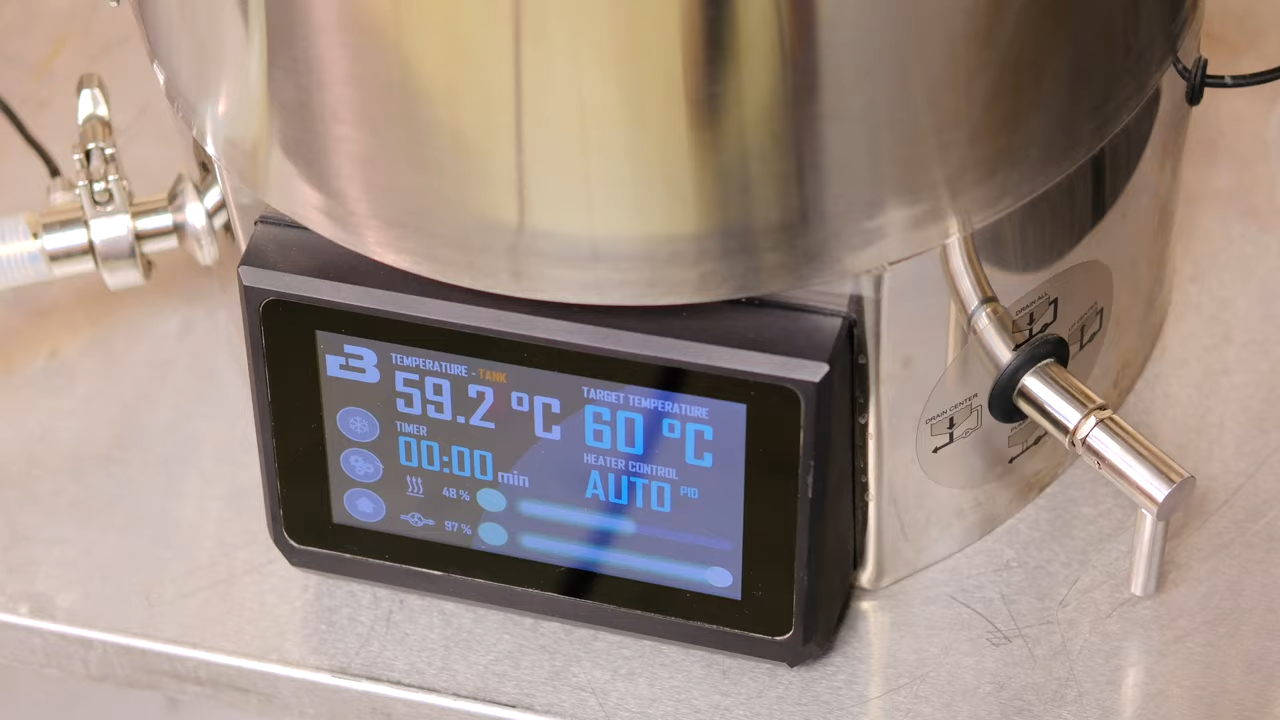 B
TEMPERATURE - TANK
59.2 °C
TARGET TEMPERATURE
60 °C
TIMER
00:00 min
HEATER CONTROL
AUTO PID
48 %
97 %
DRAIN ALL
DRAIN CENTER